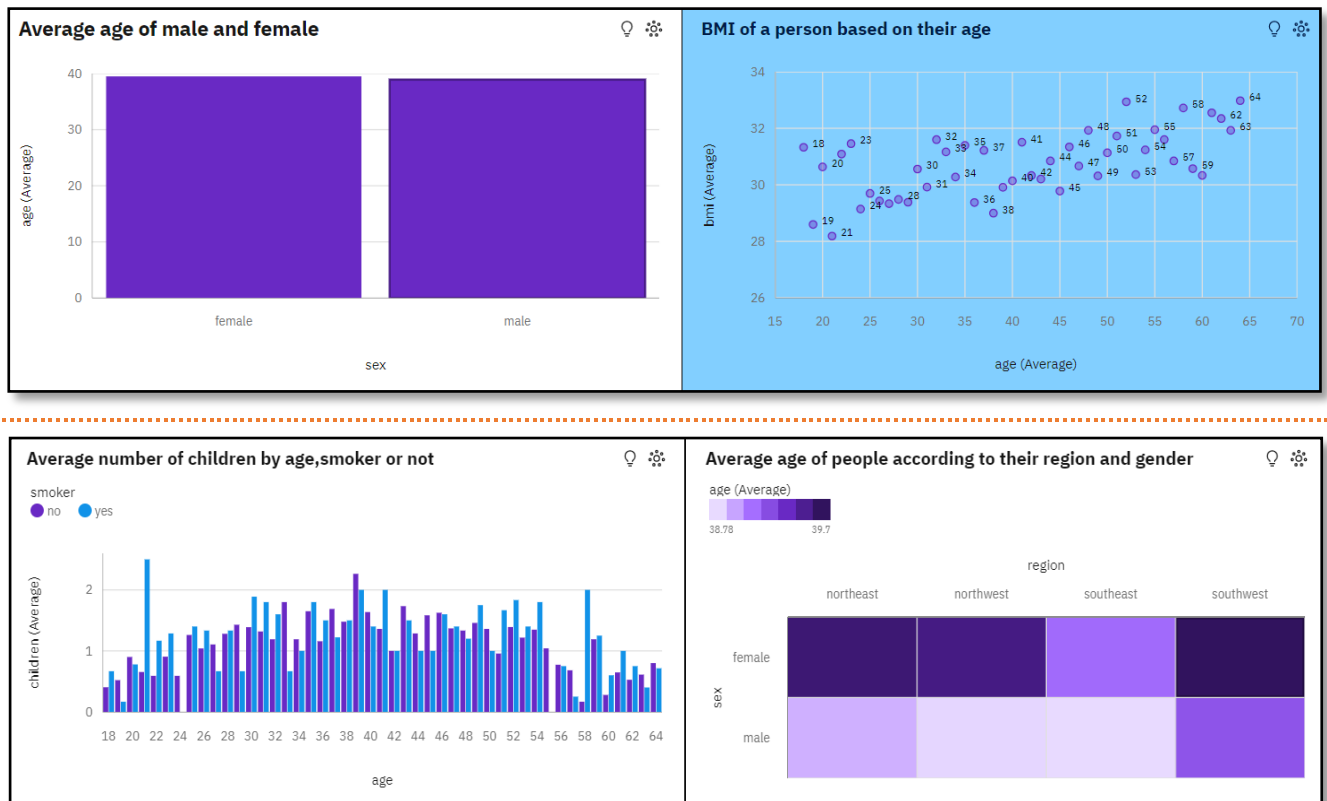 Average age of male and female
40
30
20
10
0
age (Average)
female male
sex
BMI of a person based on their age
34
32
30
28
26
bmi (Average)
52
64
58
62
63
55
48
51
41
23
32
18
33
35
37
46
50
54
20
44
57
30
47
59
34
49
53
31
40
42
45
25
24
28
36
38
19
21
15 20 25 30 35 40 45 50 55 60 65 70
age (Average)
Average number of children by age,smoker or not
smoker
no yes
2
1
0
children (Average)
18 20 22 24 26 28 30 32 34 36 38 40 42 44 46 48 50 52 54 56 58 60 62 64
age
Average age of people according to their region and gender
age (Average)
38.78 39.7
region
northeast northwest southeast southwest
female
male
sex